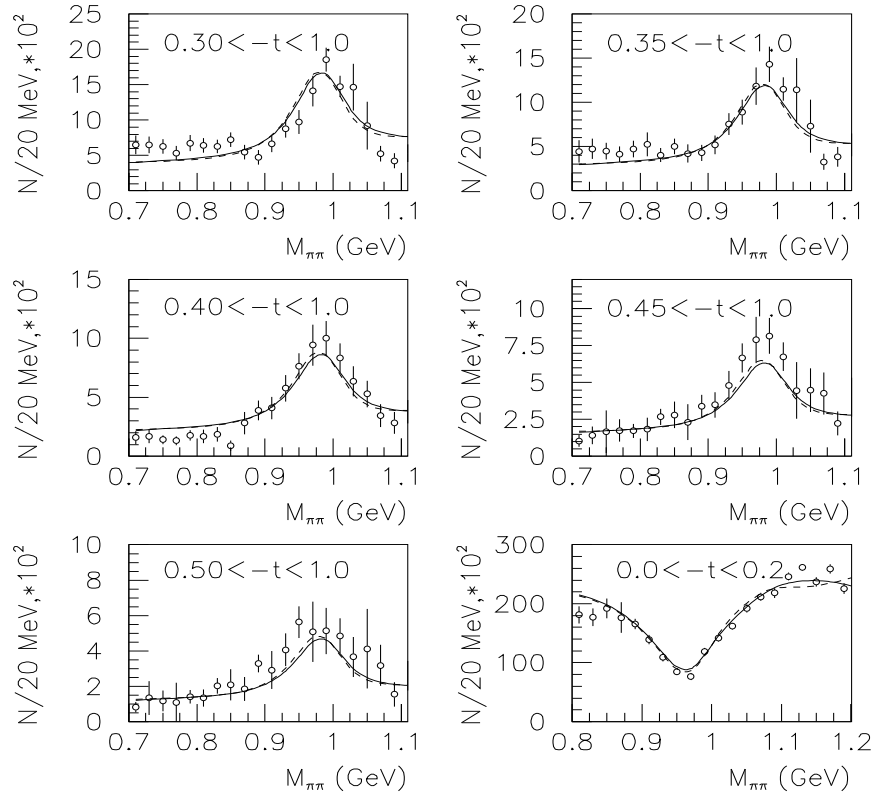 N/20 MeV,*10²
0.30<-t<1.0
25
20
15
10
5
0
0.7 0.8 0.9 1 1.1
M_ππ (GeV)
N/20 MeV,*10²
0.35<-t<1.0
20
15
10
5
0
0.7 0.8 0.9 1 1.1
M_ππ (GeV)
N/20 MeV,*10²
0.40<-t<1.0
15
10
5
0
0.7 0.8 0.9 1 1.1
M_ππ (GeV)
N/20 MeV,*10²
0.45<-t<1.0
10
7.5
5
2.5
0
0.7 0.8 0.9 1 1.1
M_ππ (GeV)
N/20 MeV,*10²
0.50<-t<1.0
10
8
6
4
2
0
0.7 0.8 0.9 1 1.1
M_ππ (GeV)
N/20 MeV,*10²
0.0<-t<0.2
300
200
100
0
0.8 0.9 1 1.1 1.2
M_ππ (GeV)